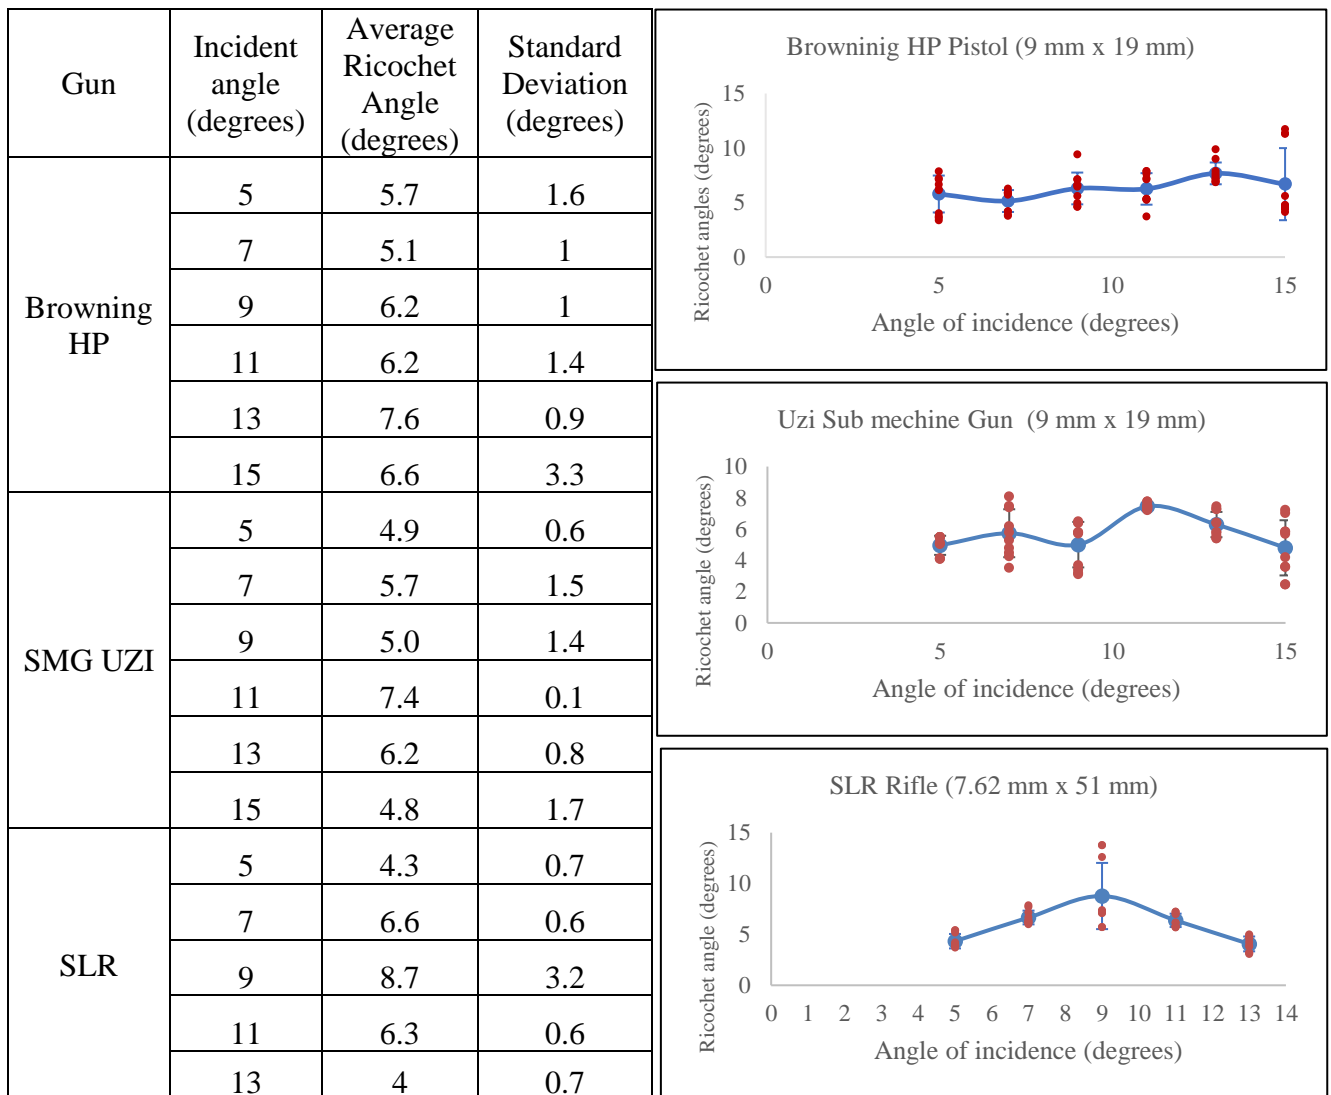 Gun
Incident
angle
(degrees)
Average
Ricochet
Angle
(degrees)
Standard
Deviation
(degrees)
Browning
HP
5 5.7 1.6
7 5.1 1
9 6.2 1
11 6.2 1.4
13 7.6 0.9
15 6.6 3.3
SMG UZI
5 4.9 0.6
7 5.7 1.5
9 5.0 1.4
11 7.4 0.1
13 6.2 0.8
15 4.8 1.7
SLR
5 4.3 0.7
7 6.6 0.6
9 8.7 3.2
11 6.3 0.6
13 4 0.7
Browninig HP Pistol (9 mm x 19 mm)
Ricochet angles (degrees)
15
10
5
0
0 5 10 15
Angle of incidence (degrees)
Uzi Sub mechine Gun (9 mm x 19 mm)
Ricochet angle (degrees)
10
8
6
4
2
0
0 5 10 15
Angle of incidence (degrees)
SLR Rifle (7.62 mm x 51 mm)
Ricochet angle (degrees)
15
10
5
0
0 1 2 3 4 5 6 7 8 9 10 11 12 13 14
Angle of incidence (degrees)